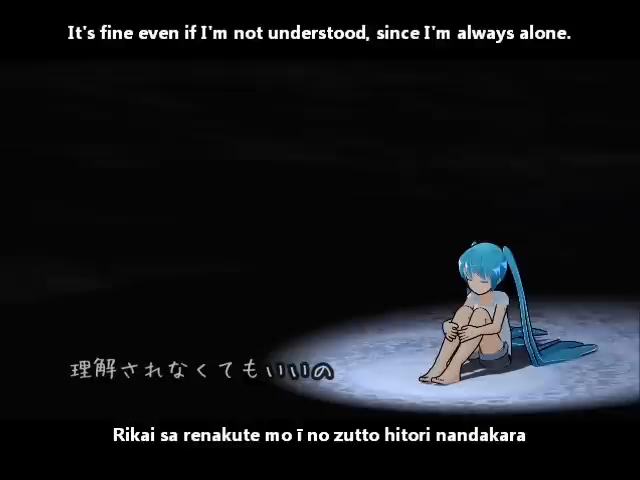 It's fine even if I'm not understood, since I'm always alone.
理解されなくてもいいの
Rikai sa renakute mo ī no zutto hitori nandakara